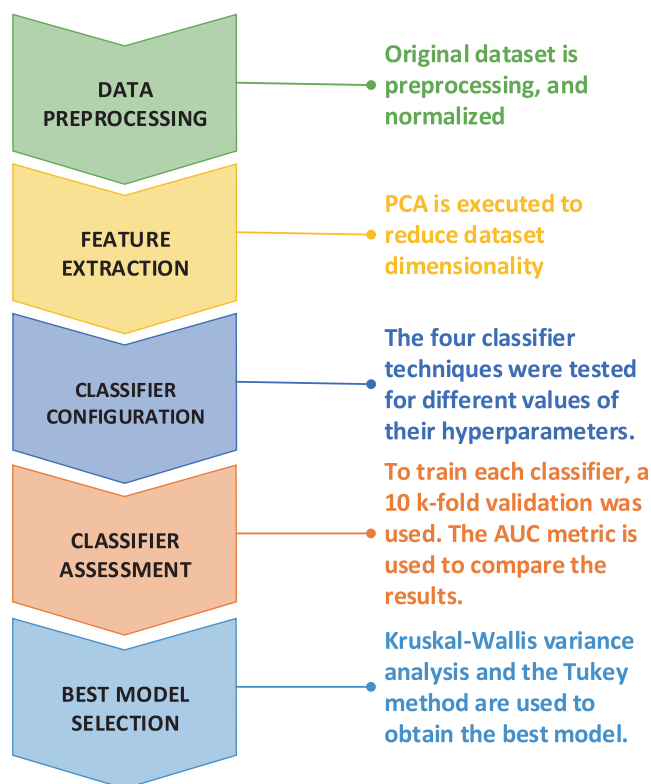 DATA
PREPROCESSING
Original dataset is
preprocessing, and
normalized
FEATURE
EXTRACTION
PCA is executed to
reduce dataset
dimensionality
CLASSIFIER
CONFIGURATION
The four classifier
techniques were tested
for different values of
their hyperparameters.
CLASSIFIER
ASSESSMENT
To train each classifier, a
10 k-fold validation was
used. The AUC metric is
used to compare the
results.
BEST MODEL
SELECTION
Kruskal-Wallis variance
analysis and the Tukey
method are used to
obtain the best model.